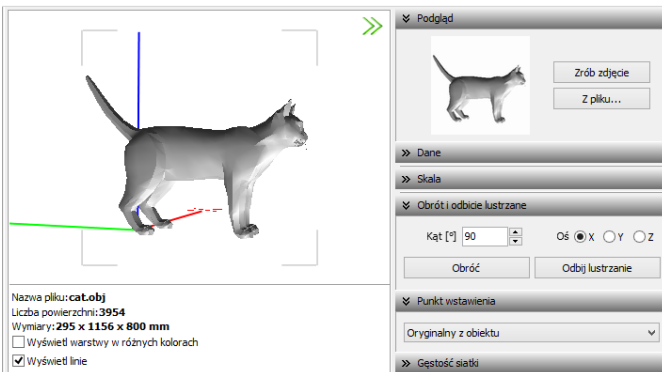 Podgląd
Zrób zdjęcie
Z pliku...
Dane
Skala
Obrót i odbicie lustrzane
Kąt [°] 90 Oś X Y Z
Obróć Odbij lustrzanie
Punkt wstawienia
Oryginalny z obiektu
Gęstość siatki
Nazwa pliku:cat.obj
Liczba powierzchni:3954
Wymiary:295 x 1156 x 800 mm
Wyświetl warstwy w różnych kolorach
Wyświetl linie